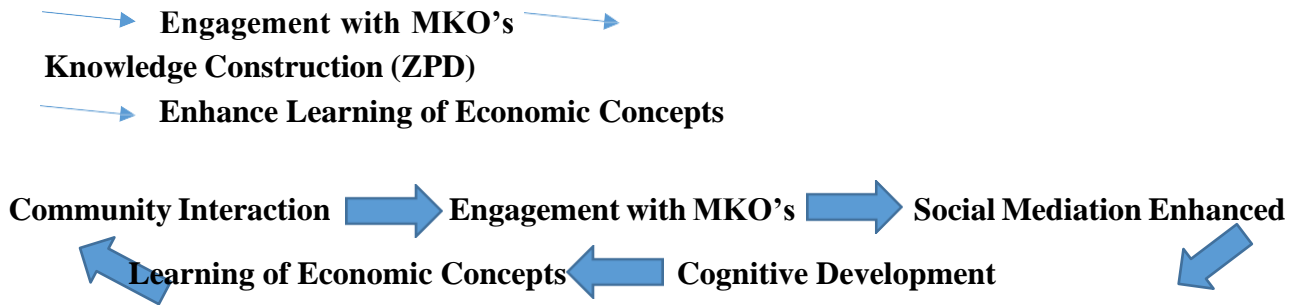 Engagement with MKO's
Knowledge Construction (ZPD)
Enhance Learning of Economic Concepts
Community Interaction Engagement with MKO's Social Mediation Enhanced
Learning of Economic Concepts Cognitive Development